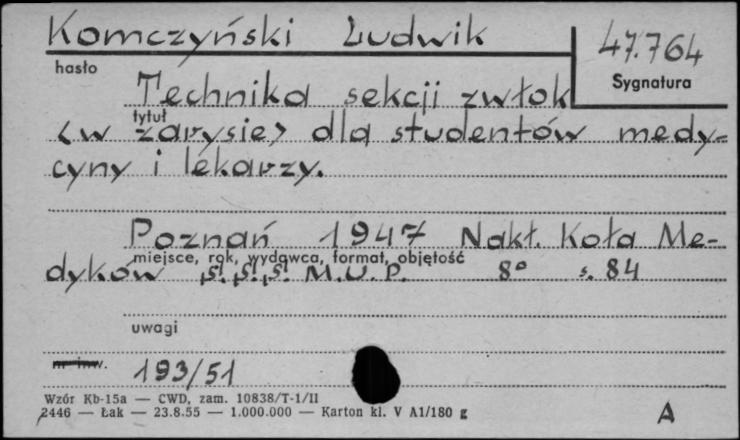 Komczyński Ludwik
47.764
hasło
Sygnatura
Technika sekcji zwłok
tytuł
<w zarysie> dla studentów medy-
cyny i lekarzy.
Poznań 1947 Nakł. Koła Me-
miejsce, rok, wydawca, format, objętość
dyków M.U.P. 8° s. 84
uwagi
nr inw. 193/51
Wzór Kb-15a — CWD, zam. 10838/T-1/II
2446 — Łak — 23.8.55 — 1.000.000 — Karton kl. V A1/180 g
A